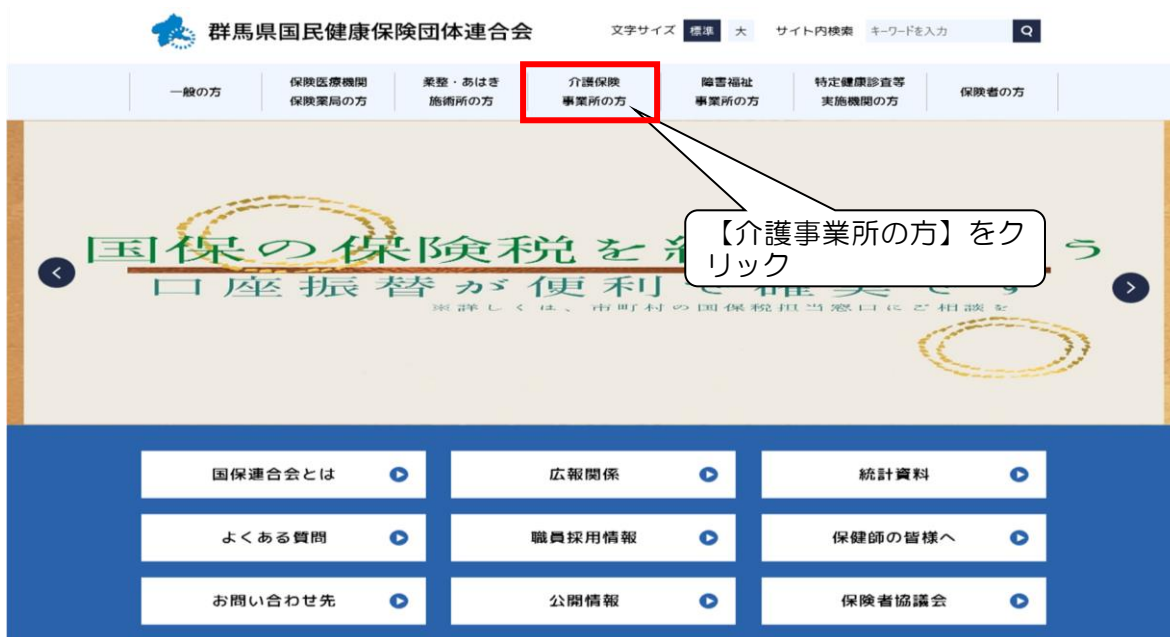 群馬県国民健康保険団体連合会
文字サイズ 標準 大 サイト内検索 キーワードを入力
一般の方
保険医療機関
保険薬局の方
柔整・あはき
施術所の方
介護保険
事業所の方
障害福祉
事業所の方
特定健康診査等
実施機関の方
保険者の方
【介護事業所の方】をク
リック
国保の保険税を う
口座振替が便利で確実です
※詳しくは、市町村の国保税担当窓口にご相談を
国保連合会とは
広報関係
統計資料
よくある質問
職員採用情報
保健師の皆様へ
お問い合わせ先
公開情報
保険者協議会